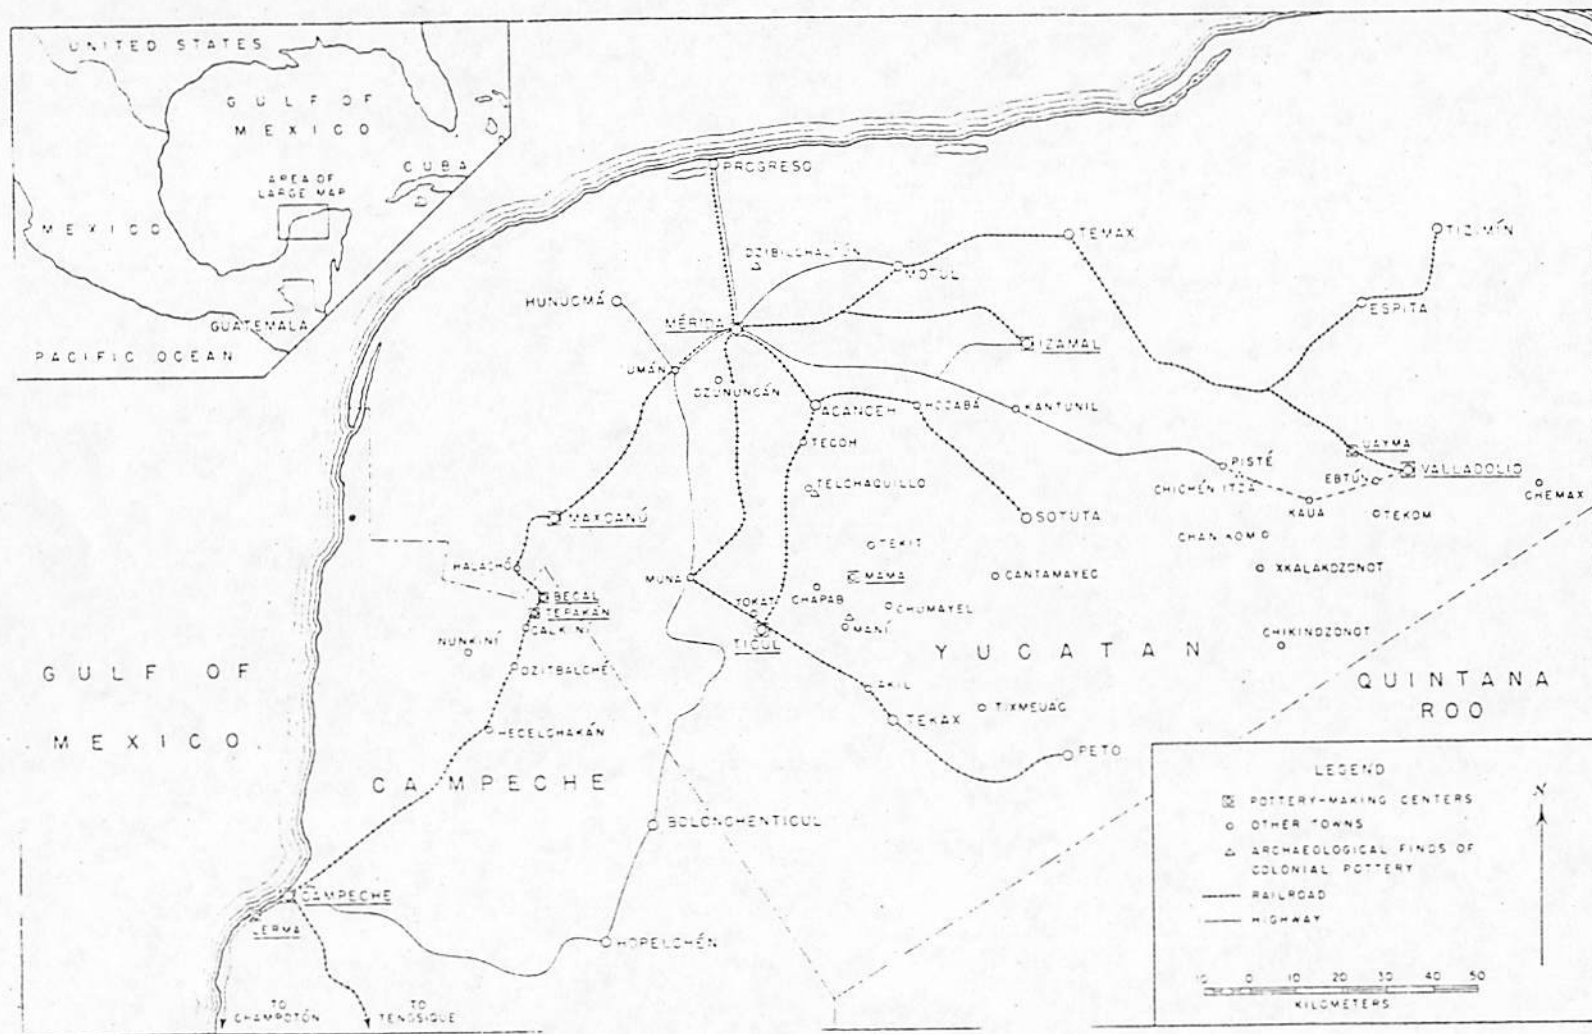 UNITED STATES
GULF OF
MEXICO
CUBA
AREA OF
LARGE MAP
MEXICO
GUATEMALA
PACIFIC OCEAN
PROGRESO
DZIBILCHALTÚN
MOTUL
TEMAX
TIZIMÍN
HUNUCMÁ
MÉRIDA
IZAMAL
ESPITA
UMÁN
DZUNUNCÁN
ACANCEH
HOCABÁ
KANTUNIL
TECOH
UAYMA
PISTÉ
VALLADOLID
CHICHÉN ITZÁ
EBTÚN
TELCHAQUILLO
CHEMAX
KAUA
MAXCANÚ
SOTUTA
TEKOM
CHAN KOM
TEKIT
HALACHÓ
MUNA
MAMA
CANTAMAYEC
XKALAKDZONOT
BECAL
CHAPAB
TEPAKÁN
YOKAT
CHUMAYEL
CALKINÍ
MANÍ
NUNKINÍ
TICUL
CHIKINDZONOT
YUCATAN
DZITBALCHÉ
GULF OF
MEXICO
AKIL
QUINTANA
ROO
TIXMEUAC
TEKAX
HECELCHAKÁN
PETO
CAMPECHE
BOLONCHENTICUL
CAMPECHE
LERMA
HOPELCHÉN
TO
CHAMPOTÓN
TO
TENOSIQUE
LEGEND
POTTERY-MAKING CENTERS
OTHER TOWNS
ARCHAEOLOGICAL FINDS OF
COLONIAL POTTERY
RAILROAD
HIGHWAY
N
10 0 10 20 30 40 50
KILOMETERS